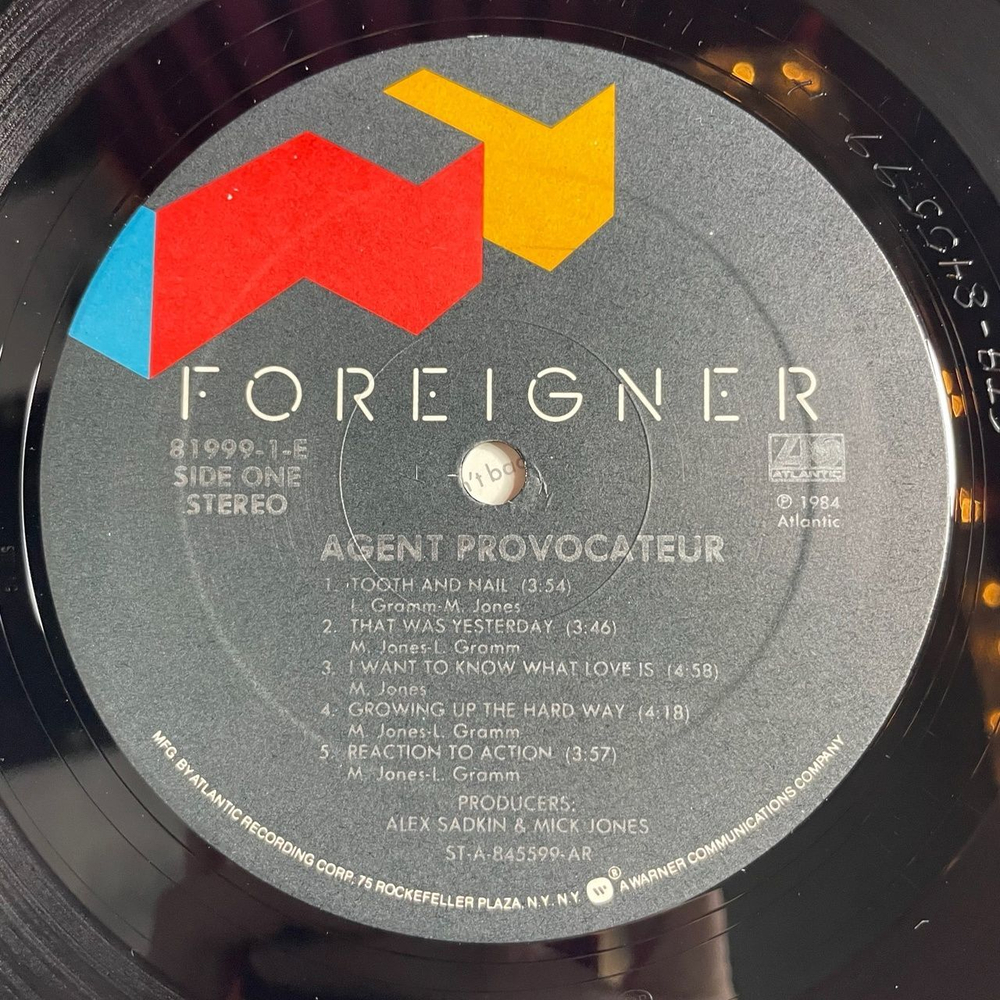 FOREIGNER
81999-1-E
SIDE ONE
STEREO
ATLANTIC
℗ 1984
Atlantic
n't bac
AGENT PROVOCATEUR
1. TOOTH AND NAIL (3:54)
L. Gramm-M. Jones
2. THAT WAS YESTERDAY (3:46)
M. Jones-L. Gramm
3. I WANT TO KNOW WHAT LOVE IS (4:58)
M. Jones
4. GROWING UP THE HARD WAY (4:18)
M. Jones-L. Gramm
5. REACTION TO ACTION (3:57)
M. Jones-L. Gramm
PRODUCERS:
ALEX SADKIN & MICK JONES
ST-A-845599-AR
MFG. BY ATLANTIC RECORDING CORP. 75 ROCKEFELLER PLAZA, N.Y. N.Y. ® A WARNER COMMUNICATIONS COMPANY